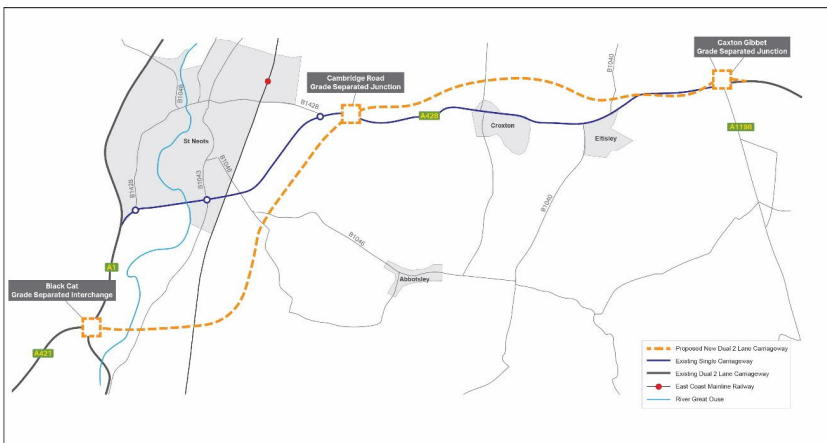 Caxton Gibbet
Grade Separated Junction
Cambridge Road
Grade Separated Junction
B1040
B1046
B1428
A428
Croxton
Eltisley
A1198
St Neots
B1428
B1043
B1046
B1040
B1046
Abbotsley
A1
Black Cat
Grade Separated Interchange
A421
Proposed New Dual 2 Lane Carriageway
Existing Single Carriageway
Existing Dual 2 Lane Carriageway
East Coast Mainline Railway
River Great Ouse